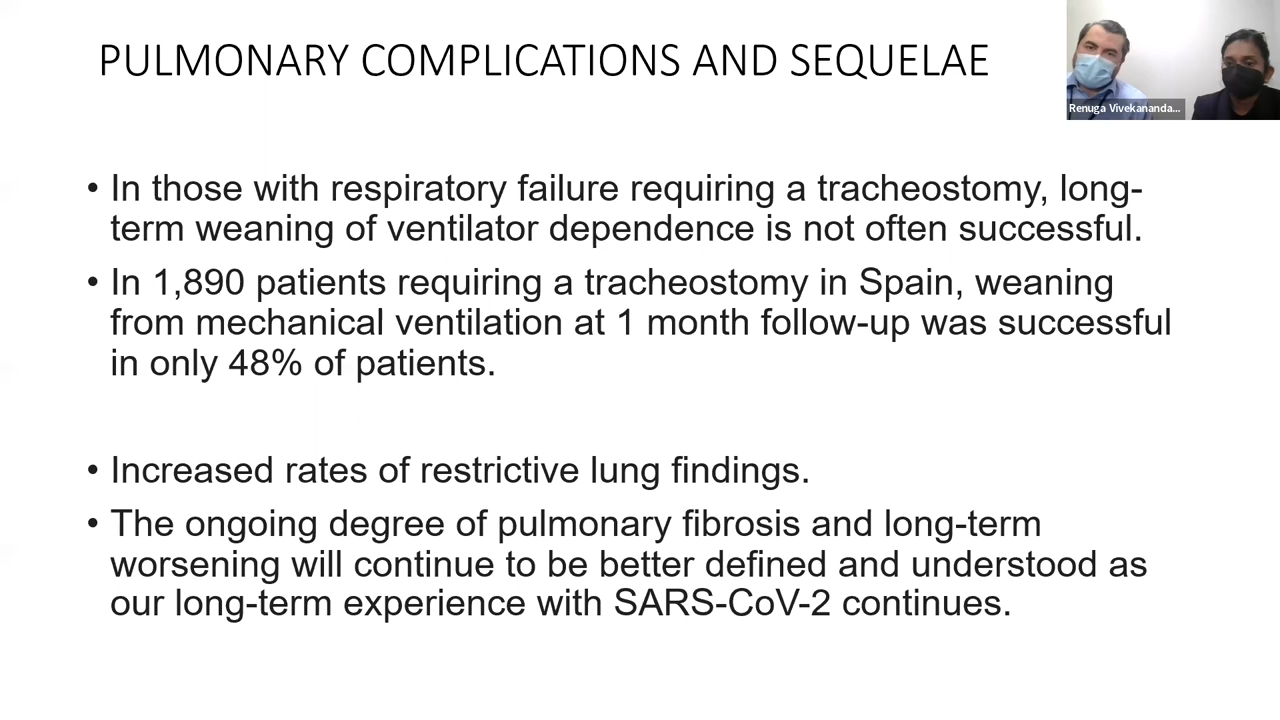 PULMONARY COMPLICATIONS AND SEQUELAE
Renuga Vivekananda...
• In those with respiratory failure requiring a tracheostomy, long-
term weaning of ventilator dependence is not often successful.
• In 1,890 patients requiring a tracheostomy in Spain, weaning
from mechanical ventilation at 1 month follow-up was successful
in only 48% of patients.
• Increased rates of restrictive lung findings.
• The ongoing degree of pulmonary fibrosis and long-term
worsening will continue to be better defined and understood as
our long-term experience with SARS-CoV-2 continues.